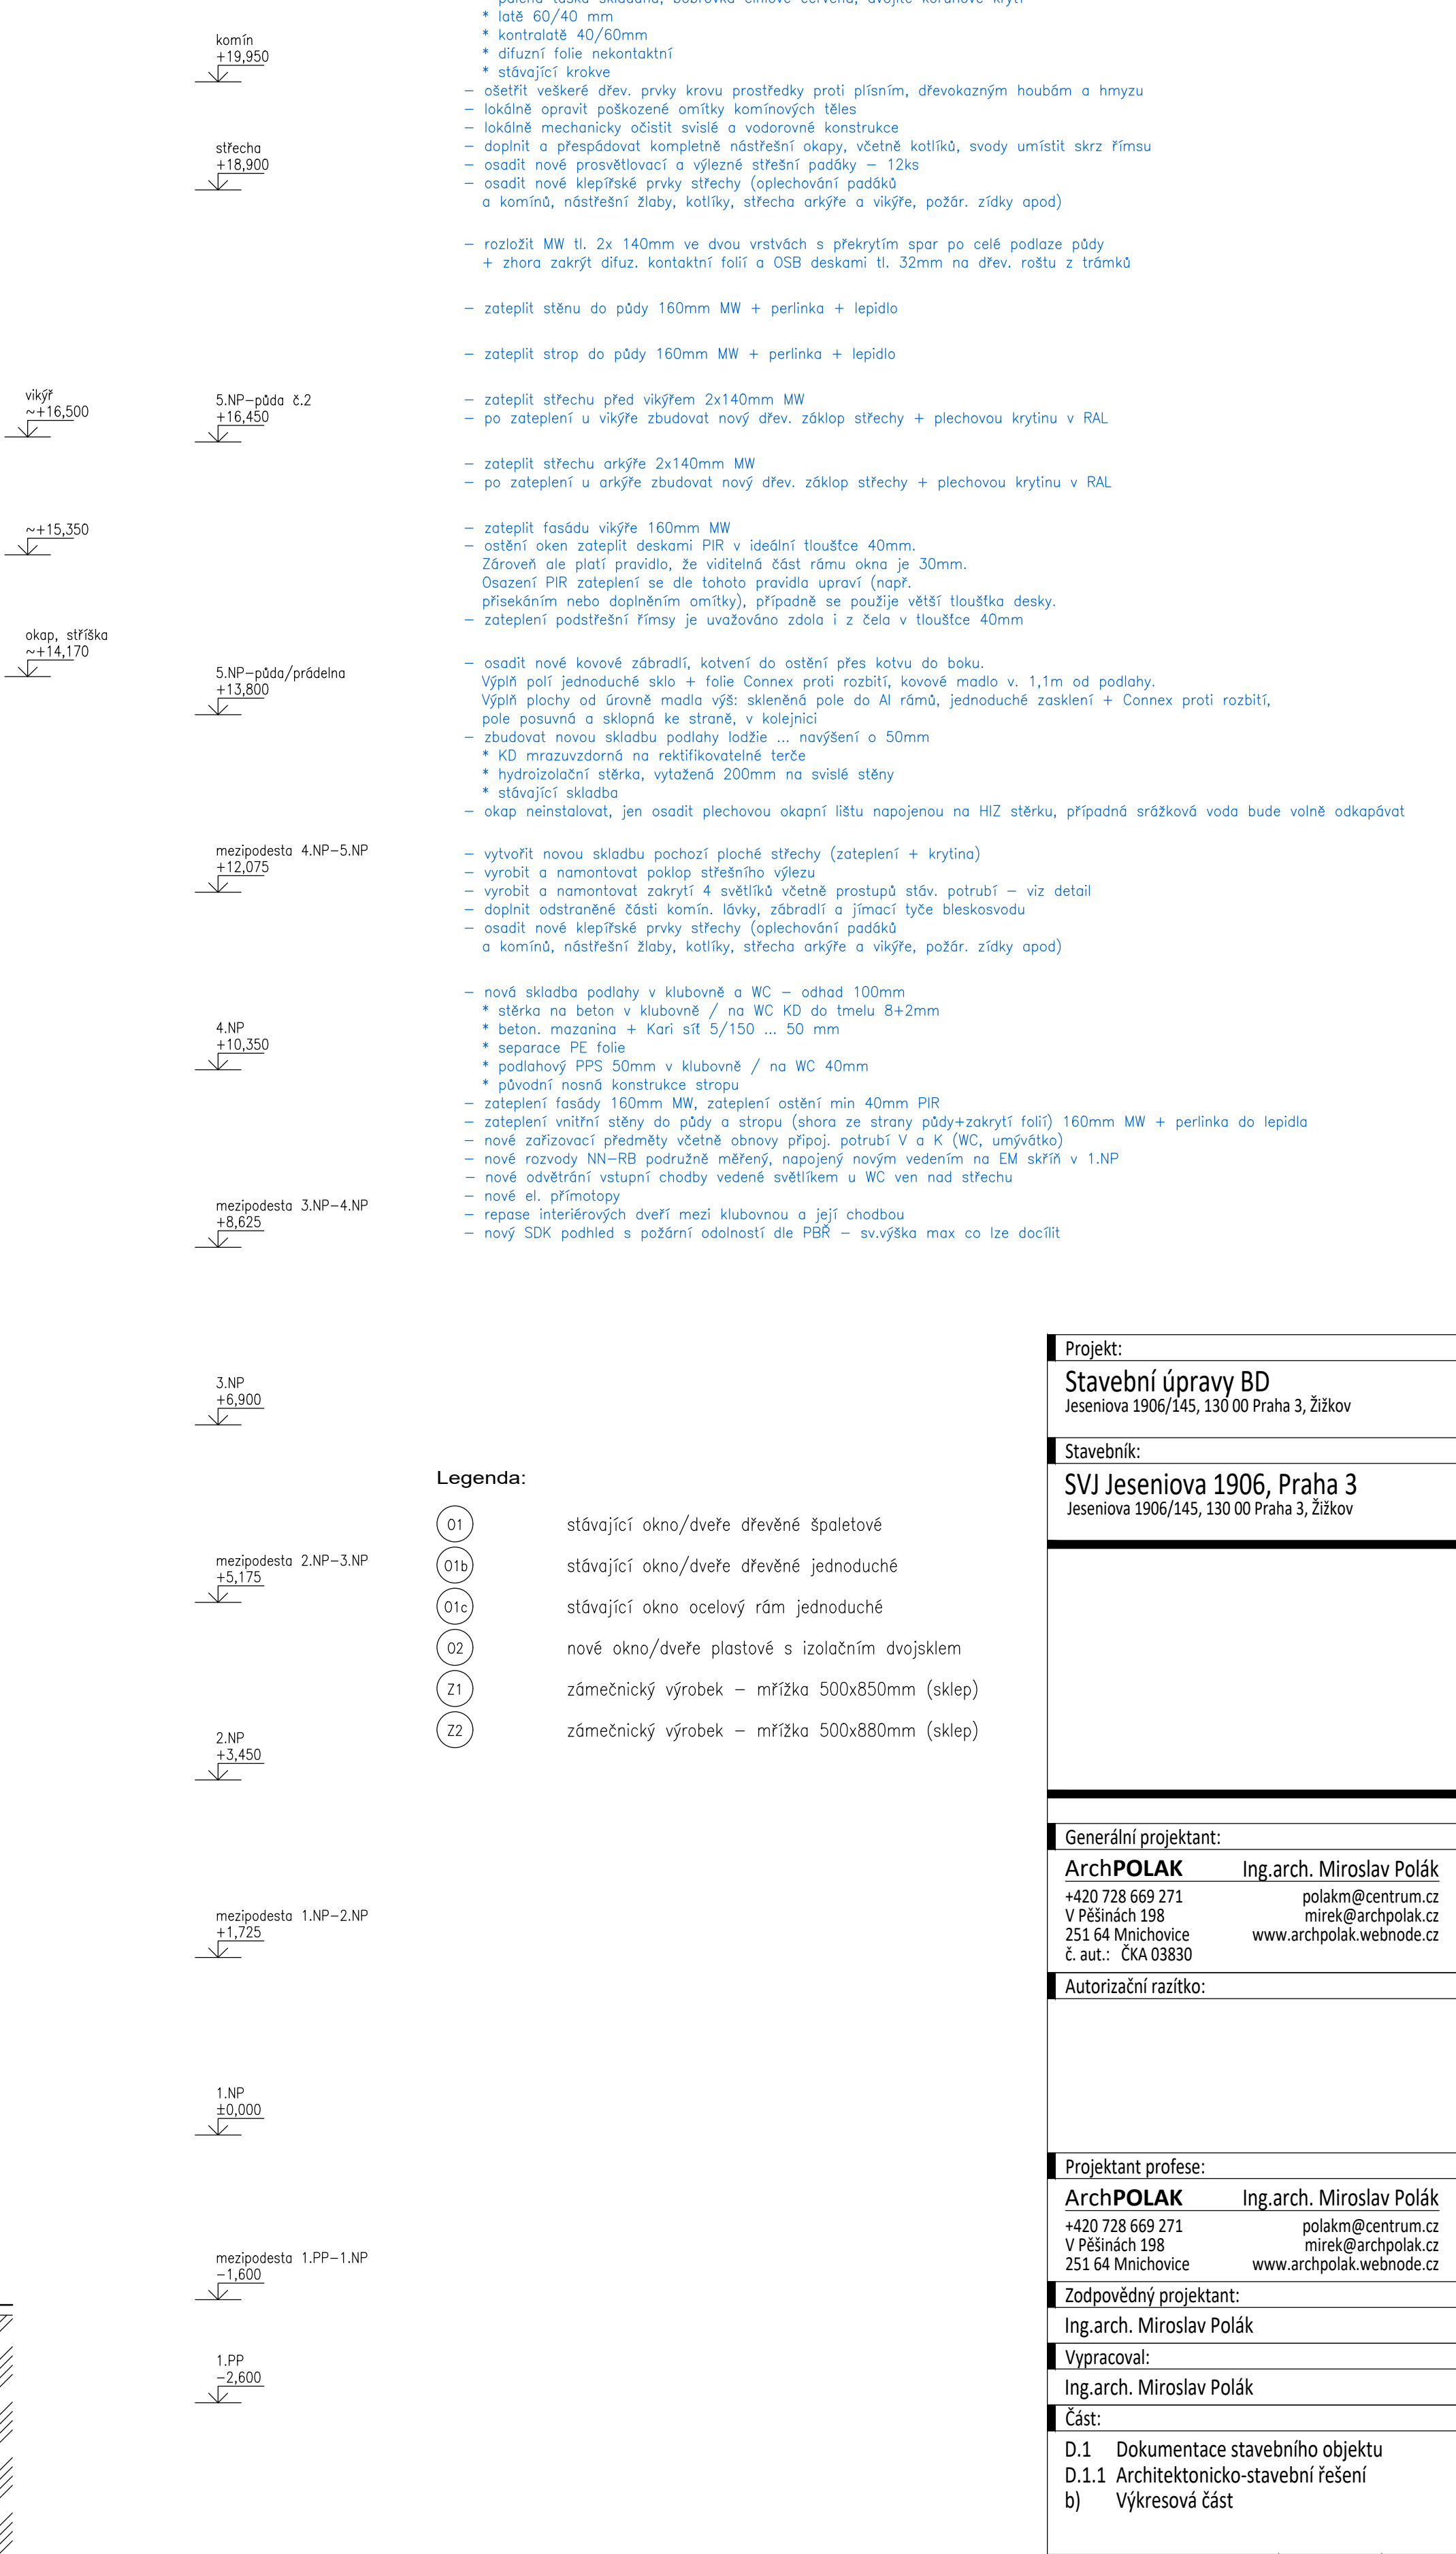 * latě 60/40 mm
* kontralatě 40/60mm
* difuzní folie nekontaktní
* stávající krokve
– ošetřit veškeré dřev. prvky krovu prostředky proti plísním, dřevokazným houbám a hmyzu
– lokálně opravit poškozené omítky komínových těles
– lokálně mechanicky očistit svislé a vodorovné konstrukce
– doplnit a přespádovat kompletně nástřešní okapy, včetně kotlíků, svody umístit skrz římsu
– osadit nové prosvětlovací a výlezné střešní padáky – 12ks
– osadit nové klepířské prvky střechy (oplechování padáků
a komínů, nástřešní žlaby, kotlíky, střecha arkýře a vikýře, požár. zídky apod)
– rozložit MW tl. 2x 140mm ve dvou vrstvách s překrytím spar po celé podlaze půdy
+ zhora zakrýt difuz. kontaktní folií a OSB deskami tl. 32mm na dřev. roštu z trámků
– zateplit stěnu do půdy 160mm MW + perlinka + lepidlo
– zateplit strop do půdy 160mm MW + perlinka + lepidlo
– zateplit střechu před vikýřem 2x140mm MW
– po zateplení u vikýře zbudovat nový dřev. záklop střechy + plechovou krytinu v RAL
– zateplit střechu arkýře 2x140mm MW
– po zateplení u arkýře zbudovat nový dřev. záklop střechy + plechovou krytinu v RAL
– zateplit fasádu vikýře 160mm MW
– ostění oken zateplit deskami PIR v ideální tloušťce 40mm.
Zároveň ale platí pravidlo, že viditelná část rámu okna je 30mm.
Osazení PIR zateplení se dle tohoto pravidla upraví (např.
přisekáním nebo doplněním omítky), případně se použije větší tloušťka desky.
– zateplení podstřešní římsy je uvažováno zdola i z čela v tloušťce 40mm
– osadit nové kovové zábradlí, kotvení do ostění přes kotvu do boku.
Výplň polí jednoduché sklo + folie Connex proti rozbití, kovové madlo v. 1,1m od podlahy.
Výplň plochy od úrovně madla výš: skleněná pole do Al rámů, jednoduché zasklení + Connex proti rozbití,
pole posuvná a sklopná ke straně, v kolejnici
– zbudovat novou skladbu podlahy lodžie ... navýšení o 50mm
* KD mrazuvzdorná na rektifikovatelné terče
* hydroizolační stěrka, vytažená 200mm na svislé stěny
* stávající skladba
– okap neinstalovat, jen osadit plechovou okapní lištu napojenou na HIZ stěrku, případná srážková voda bude volně odkapávat
– vytvořit novou skladbu pochozí ploché střechy (zateplení + krytina)
– vyrobit a namontovat poklop střešního výlezu
– vyrobit a namontovat zakrytí 4 světlíků včetně prostupů stáv. potrubí – viz detail
– doplnit odstraněné části komín. lávky, zábradlí a jímací tyče bleskosvodu
– osadit nové klepířské prvky střechy (oplechování padáků
a komínů, nástřešní žlaby, kotlíky, střecha arkýře a vikýře, požár. zídky apod)
– nová skladba podlahy v klubovně a WC – odhad 100mm
* stěrka na beton v klubovně / na WC KD do tmelu 8+2mm
* beton. mazanina + Kari síť 5/150 ... 50 mm
* separace PE folie
* podlahový PPS 50mm v klubovně / na WC 40mm
* původní nosná konstrukce stropu
– zateplení fasády 160mm MW, zateplení ostění min 40mm PIR
– zateplení vnitřní stěny do půdy a stropu (shora ze strany půdy+zakrytí folií) 160mm MW + perlinka do lepidla
– nové zařizovací předměty včetně obnovy připoj. potrubí V a K (WC, umývátko)
– nové rozvody NN–RB podružně měřený, napojený novým vedením na EM skříň v 1.NP
– nové odvětrání vstupní chodby vedené světlíkem u WC ven nad střechu
– nové el. přímotopy
– repase interiérových dveří mezi klubovnou a její chodbou
– nový SDK podhled s požární odolností dle PBŘ – sv.výška max co lze docílit
komín
+19,950
střecha
+18,900
vikýř
~+16,500
5.NP–půda č.2
+16,450
~+15,350
okap, stříška
~+14,170
5.NP–půda/prádelna
+13,800
mezipodesta 4.NP–5.NP
+12,075
4.NP
+10,350
mezipodesta 3.NP–4.NP
+8,625
3.NP
+6,900
mezipodesta 2.NP–3.NP
+5,175
2.NP
+3,450
mezipodesta 1.NP–2.NP
+1,725
1.NP
±0,000
mezipodesta 1.PP–1.NP
–1,600
1.PP
–2,600
Legenda:
O1 stávající okno/dveře dřevěné špaletové
O1b stávající okno/dveře dřevěné jednoduché
O1c stávající okno ocelový rám jednoduché
O2 nové okno/dveře plastové s izolačním dvojsklem
Z1 zámečnický výrobek – mřížka 500x850mm (sklep)
Z2 zámečnický výrobek – mřížka 500x880mm (sklep)
Projekt:
Stavební úpravy BD
Jeseniova 1906/145, 130 00 Praha 3, Žižkov
Stavebník:
SVJ Jeseniova 1906, Praha 3
Jeseniova 1906/145, 130 00 Praha 3, Žižkov
Generální projektant:
ArchPOLAK Ing.arch. Miroslav Polák
+420 728 669 271 polakm@centrum.cz
V Pěšinách 198 mirek@archpolak.cz
251 64 Mnichovice www.archpolak.webnode.cz
č. aut.: ČKA 03830
Autorizační razítko:
Projektant profese:
ArchPOLAK Ing.arch. Miroslav Polák
+420 728 669 271 polakm@centrum.cz
V Pěšinách 198 mirek@archpolak.cz
251 64 Mnichovice www.archpolak.webnode.cz
Zodpovědný projektant:
Ing.arch. Miroslav Polák
Vypracoval:
Ing.arch. Miroslav Polák
Část:
D.1 Dokumentace stavebního objektu
D.1.1 Architektonicko-stavební řešení
b) Výkresová část